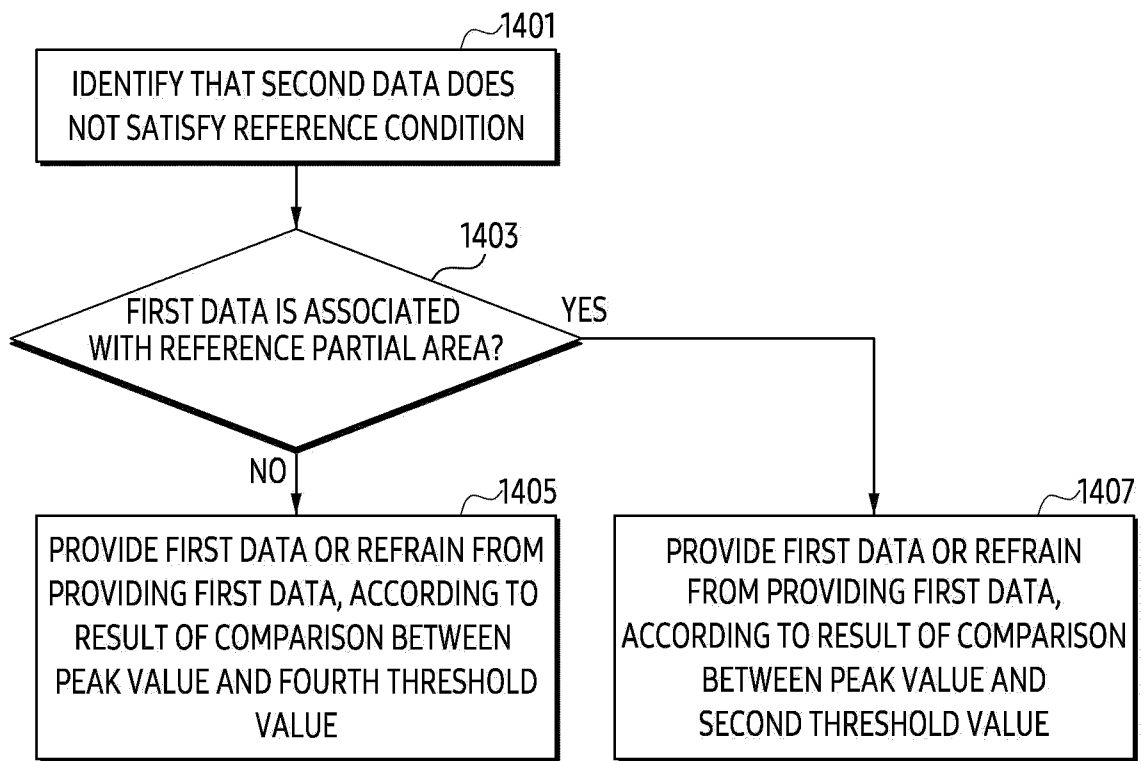 1401
IDENTIFY THAT SECOND DATA DOES
NOT SATISFY REFERENCE CONDITION
1403
FIRST DATA IS ASSOCIATED
WITH REFERENCE PARTIAL AREA?
YES
NO
1405
PROVIDE FIRST DATA OR REFRAIN FROM
PROVIDING FIRST DATA, ACCORDING TO
RESULT OF COMPARISON BETWEEN
PEAK VALUE AND FOURTH THRESHOLD
VALUE
1407
PROVIDE FIRST DATA OR REFRAIN
FROM PROVIDING FIRST DATA,
ACCORDING TO RESULT OF COMPARISON
BETWEEN PEAK VALUE AND
SECOND THRESHOLD VALUE